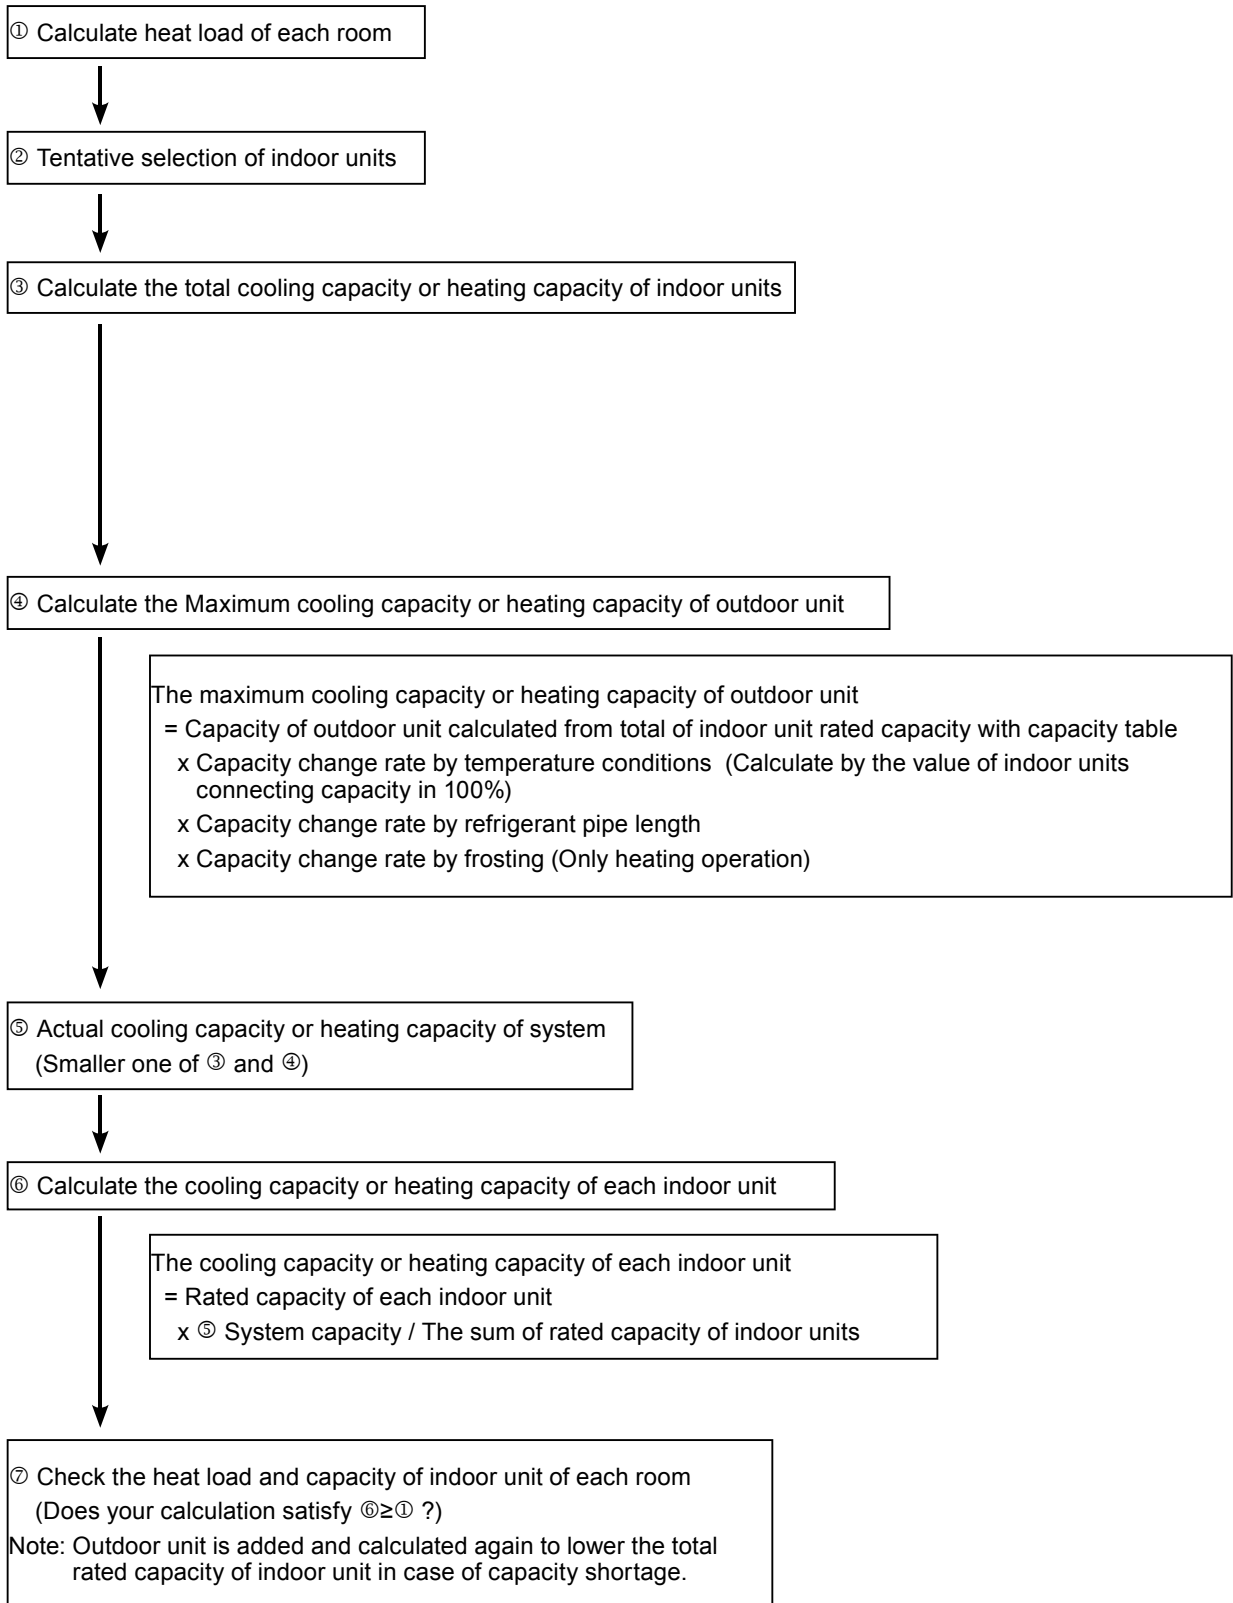 ① Calculate heat load of each room
② Tentative selection of indoor units
③ Calculate the total cooling capacity or heating capacity of indoor units
④ Calculate the Maximum cooling capacity or heating capacity of outdoor unit
The maximum cooling capacity or heating capacity of outdoor unit
= Capacity of outdoor unit calculated from total of indoor unit rated capacity with capacity table
x Capacity change rate by temperature conditions (Calculate by the value of indoor units
connecting capacity in 100%)
x Capacity change rate by refrigerant pipe length
x Capacity change rate by frosting (Only heating operation)
⑤ Actual cooling capacity or heating capacity of system
(Smaller one of ③ and ④)
⑥ Calculate the cooling capacity or heating capacity of each indoor unit
The cooling capacity or heating capacity of each indoor unit
= Rated capacity of each indoor unit
x ⑤ System capacity / The sum of rated capacity of indoor units
⑦ Check the heat load and capacity of indoor unit of each room
(Does your calculation satisfy ⑥≥① ?)
Note: Outdoor unit is added and calculated again to lower the total
rated capacity of indoor unit in case of capacity shortage.